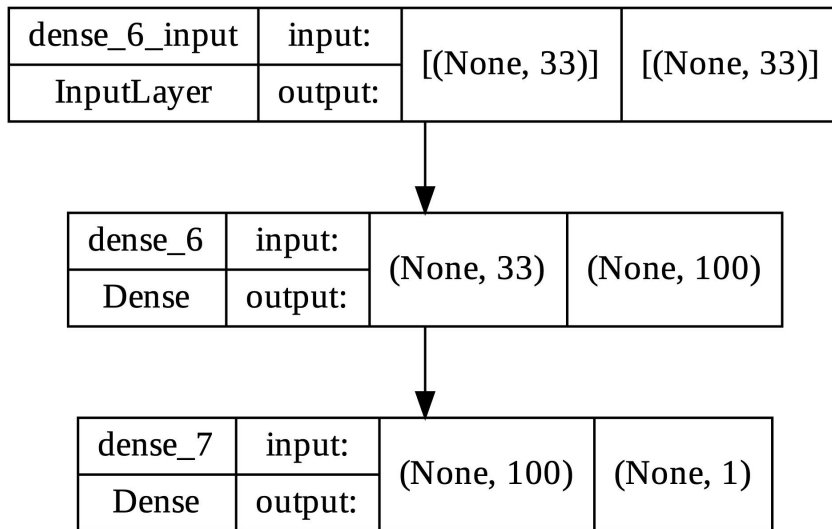 dense_6_input input: [(None, 33)] [(None, 33)]
InputLayer output:
dense_6 input: (None, 33) (None, 100)
Dense output:
dense_7 input: (None, 100) (None, 1)
Dense output: